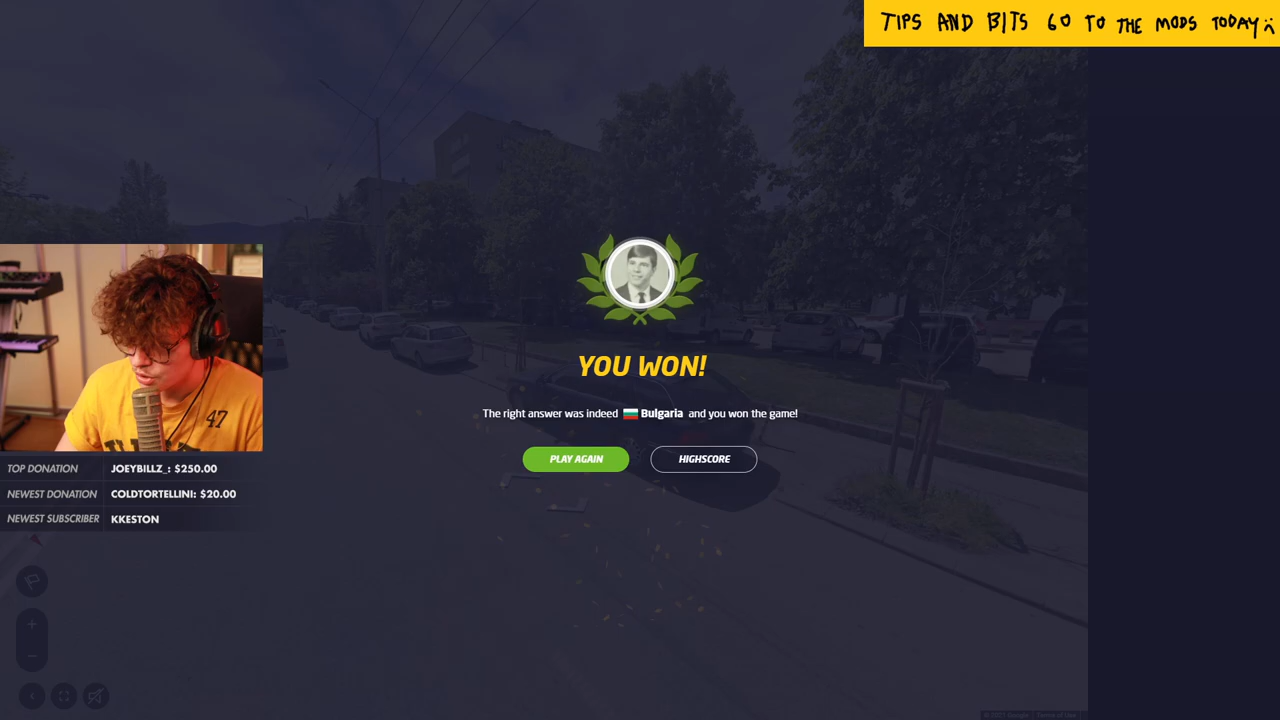 TIPS AND BITS GO TO THE MODS TODAY
47
YOU WON!
The right answer was indeed Bulgaria and you won the game!
PLAY AGAIN
HIGHSCORE
TOP DONATION JOEYBILLZ_: $250.00
NEWEST DONATION COLDTORTELLINI: $20.00
NEWEST SUBSCRIBER KKESTON